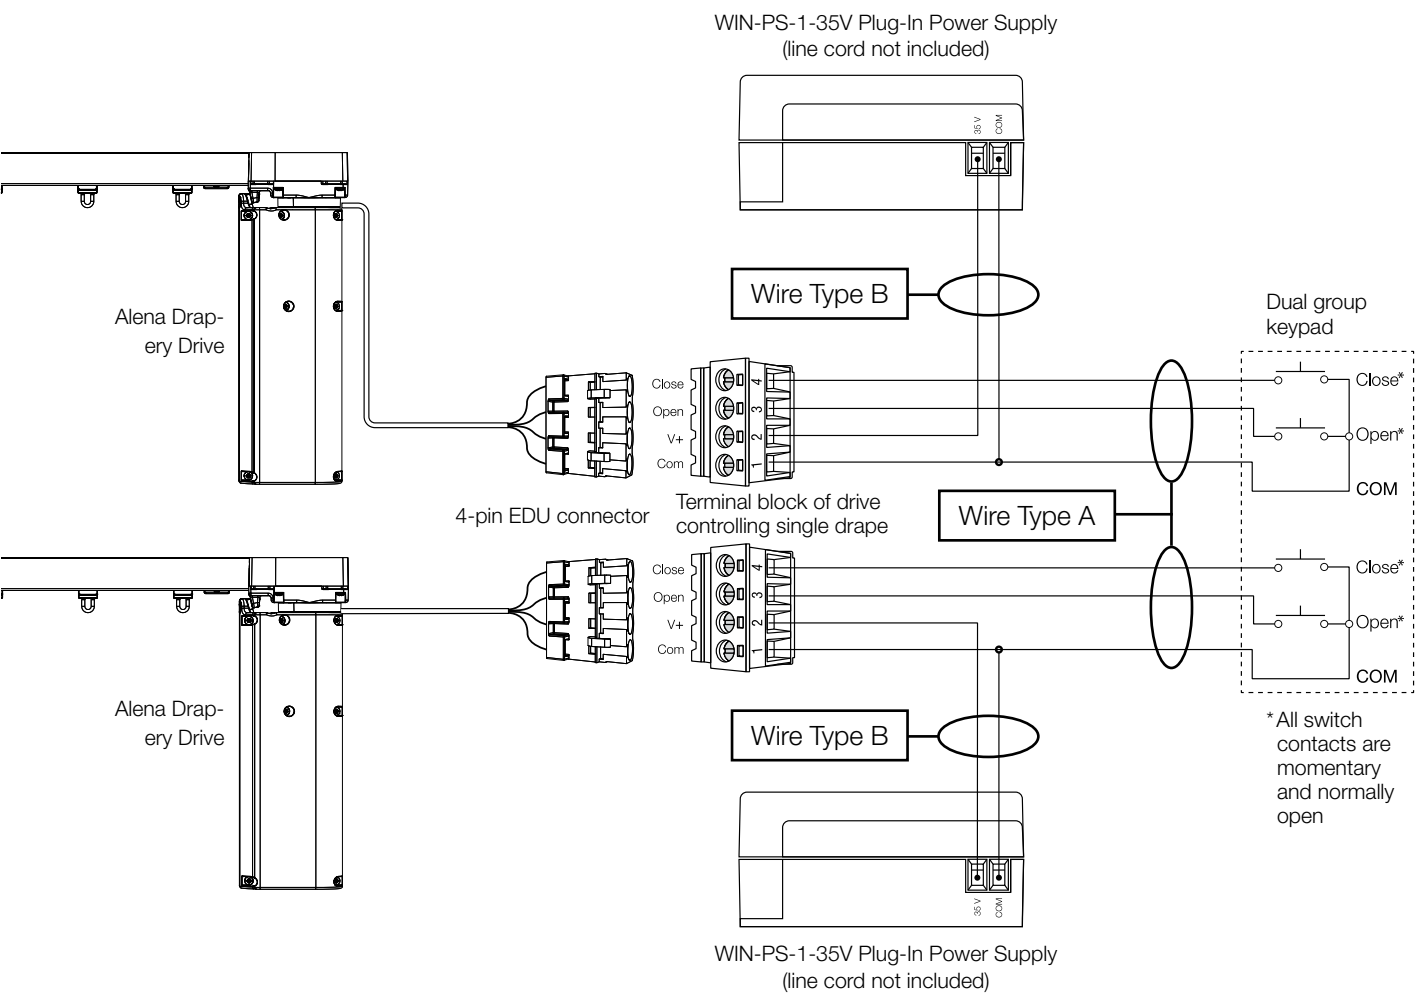 WIN-PS-1-35V Plug-In Power Supply
(line cord not included)
35 V
COM
Wire Type B
Alena Drap-
ery Drive
Dual group
keypad
Close
Open
V+
Com
4
3
2
1
Close*
Open*
COM
4-pin EDU connector
Terminal block of drive
controlling single drape
Wire Type A
Close
Open
V+
Com
4
3
2
1
Close*
Open*
COM
Alena Drap-
ery Drive
Wire Type B
*All switch
contacts are
momentary
and normally
open
35 V
COM
WIN-PS-1-35V Plug-In Power Supply
(line cord not included)